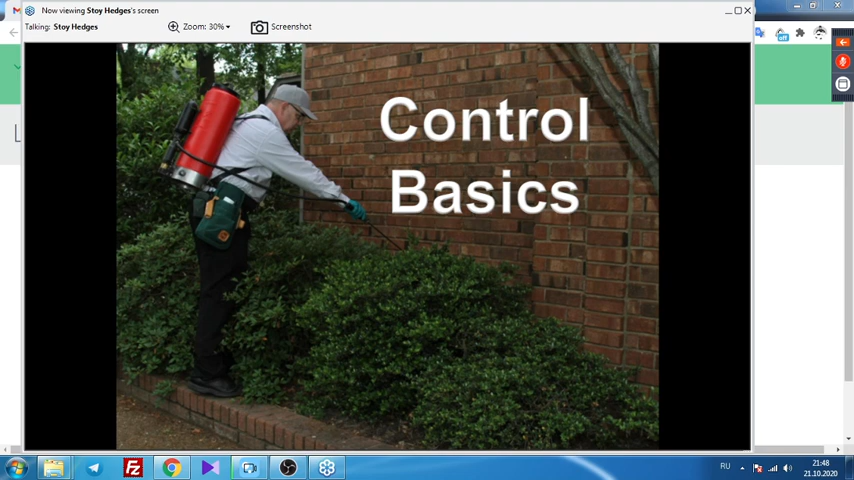 Now viewing Stoy Hedges's screen
Talking: Stoy Hedges
Zoom: 30%
Screenshot
off
Control
Basics
RU
21:48
21.10.2020